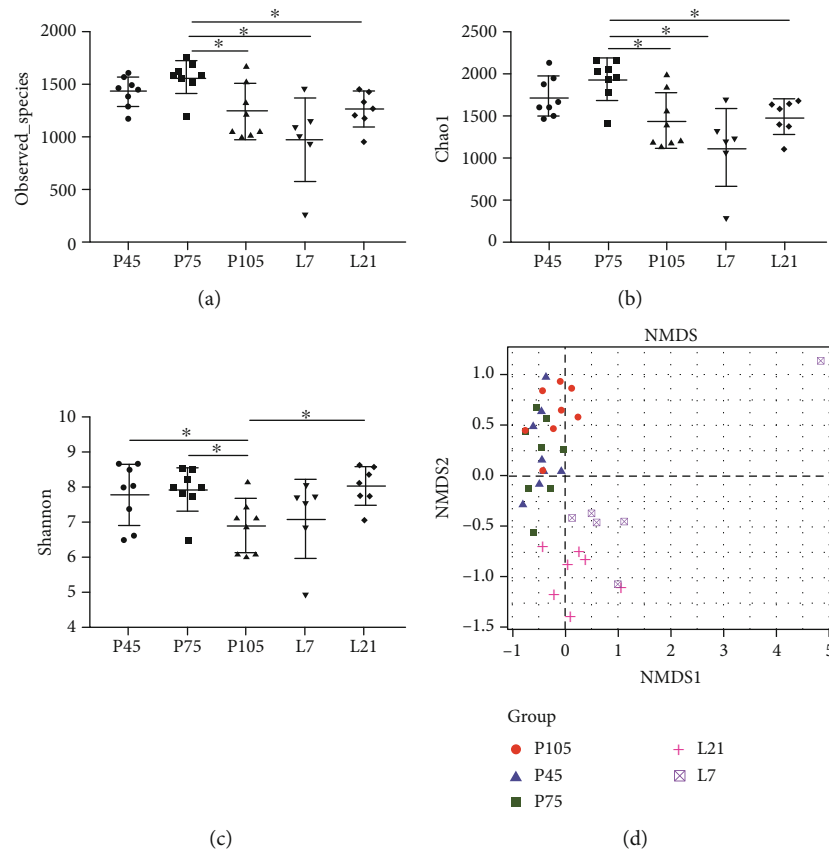 *
*
*
2000
1500
1000
500
0
Observed_species
P45 P75 P105 L7 L21
(a)
*
*
*
2500
2000
1500
1000
500
0
Chao1
P45 P75 P105 L7 L21
(b)
*
*
*
10
9
8
7
6
5
4
Shannon
P45 P75 P105 L7 L21
(c)
NMDS
1.0
0.5
0.0
−0.5
−1.0
−1.5
NMDS2
−1 0 1 2 3 4 5
NMDS1
Group
P105
P45
P75
L21
L7
(d)